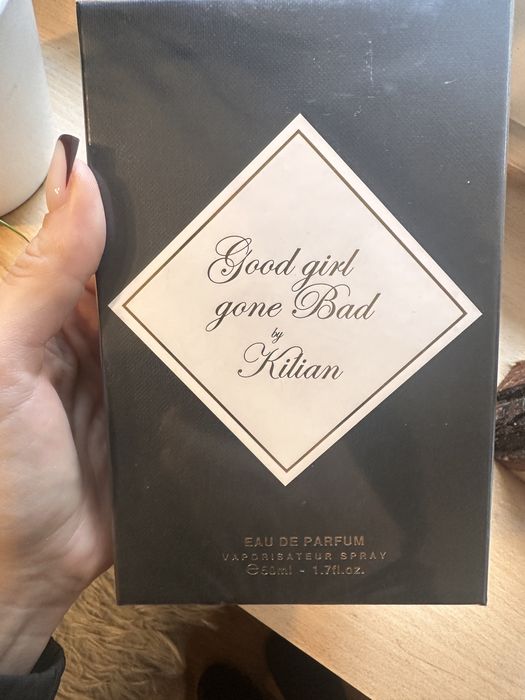 Good girl
gone Bad
by
Kilian
EAU DE PARFUM
VAPORISATEUR SPRAY
℮50ml - 1.7fl.oz.